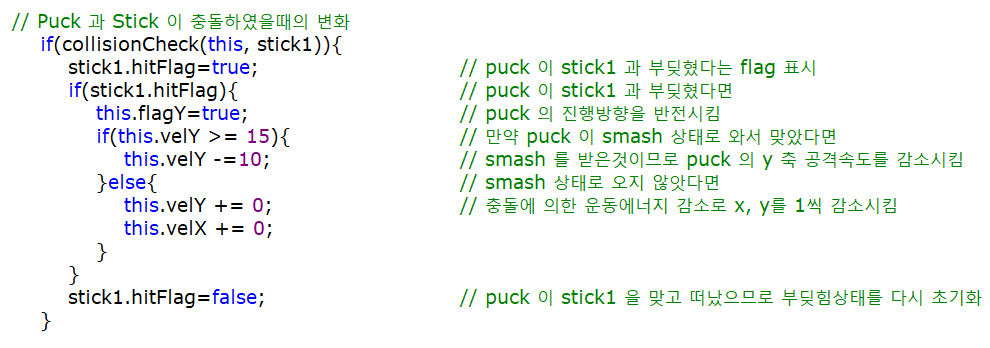 // Puck 과 Stick 이 충돌하였을때의 변화
if(collisionCheck(this, stick1)){
stick1.hitFlag=true; // puck 이 stick1 과 부딪혔다는 flag 표시
if(stick1.hitFlag){ // puck 이 stick1 과 부딪혔다면
this.flagY=true; // puck 의 진행방향을 반전시킴
if(this.velY >= 15){ // 만약 puck 이 smash 상태로 와서 맞았다면
this.velY -=10; // smash 를 받은것이므로 puck 의 y 축 공격속도를 감소시킴
}else{ // smash 상태로 오지 않앗다면
this.velY += 0; // 충돌에 의한 운동에너지 감소로 x, y를 1씩 감소시킴
this.velX += 0;
}
}
stick1.hitFlag=false; // puck 이 stick1 을 맞고 떠났으므로 부딪힘상태를 다시 초기화
}